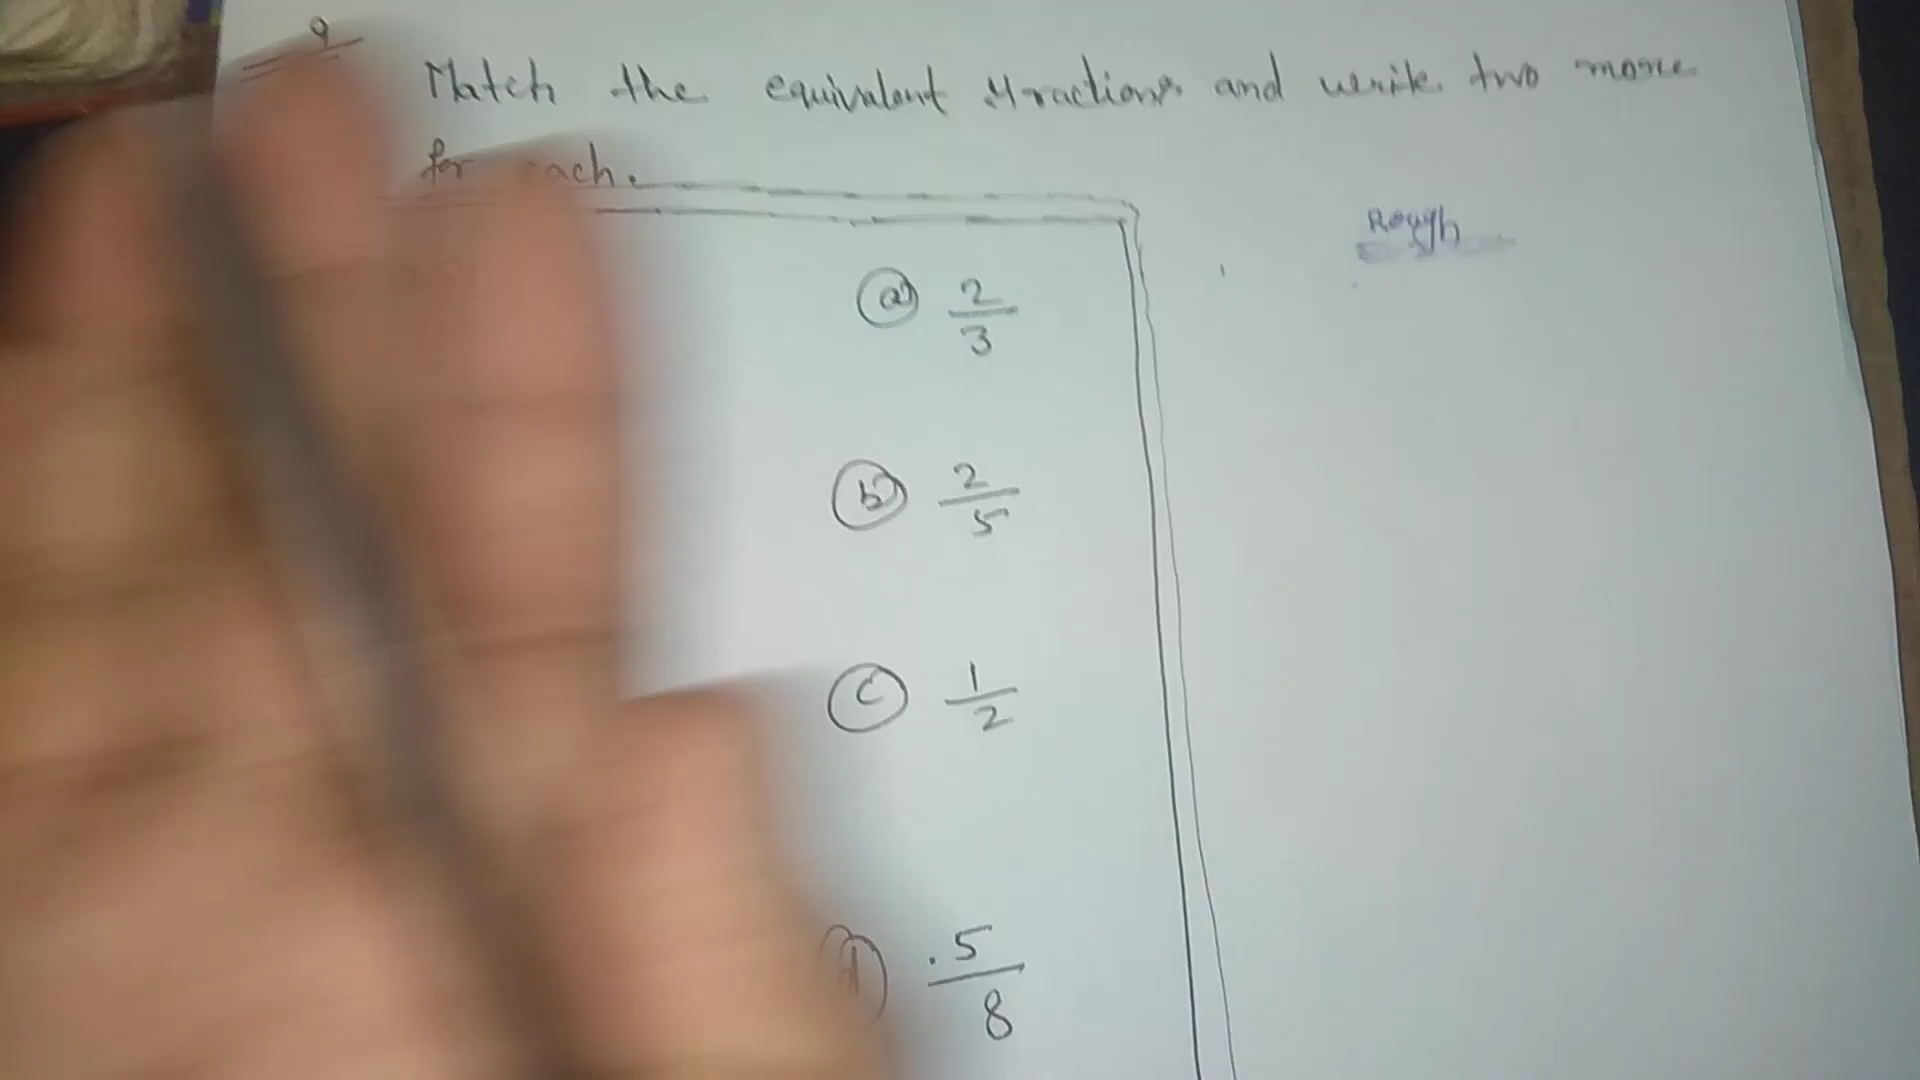 9
Match the equivalent fractions and write two more
for each.
Rough
(a) 2/3
(b) 2/5
(c) 1/2
(d) 5/8